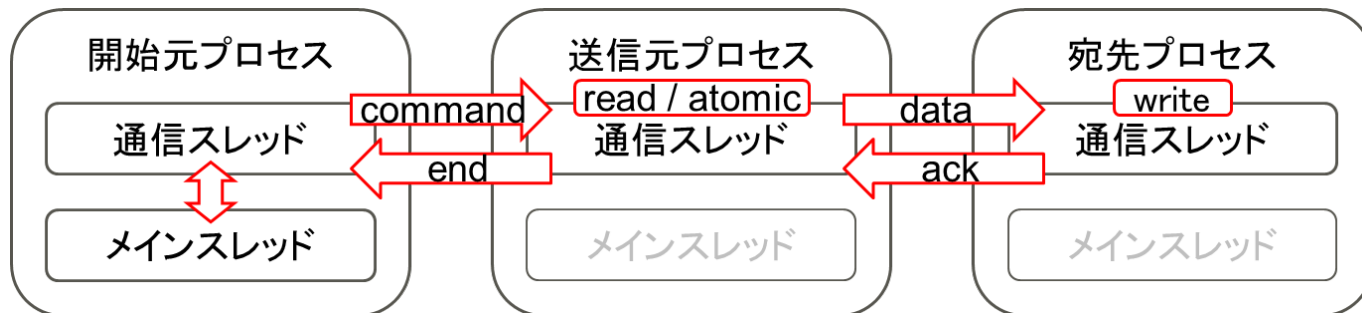 開始元プロセス
通信スレッド
メインスレッド
command
end
送信元プロセス
read / atomic
通信スレッド
メインスレッド
data
ack
宛先プロセス
write
通信スレッド
メインスレッド